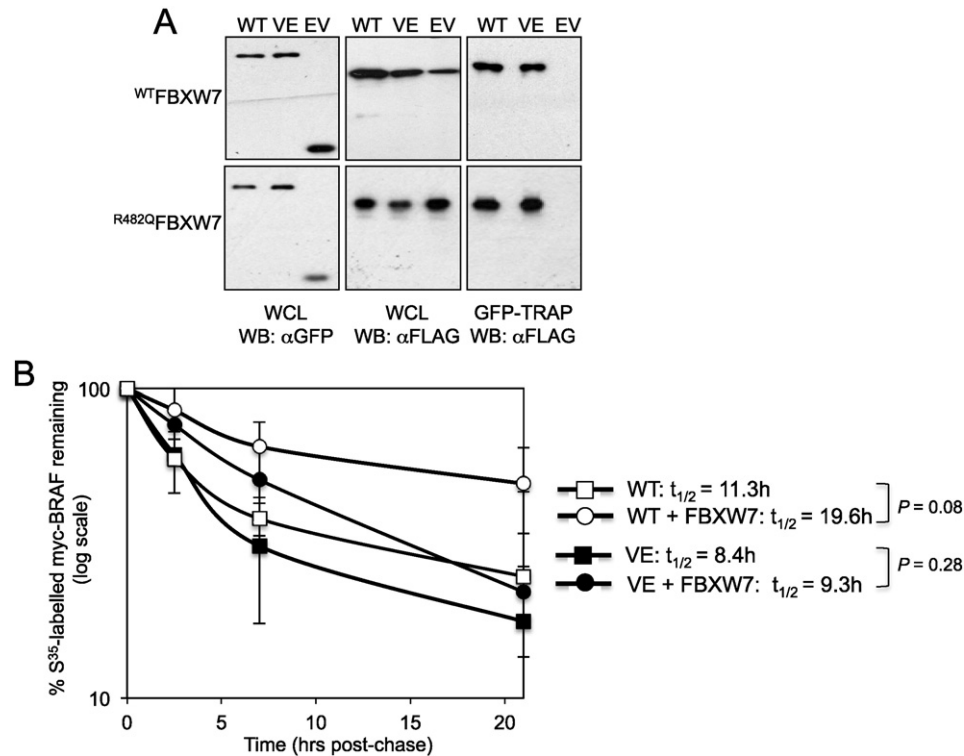 A
WT VE EV WT VE EV WT VE EV
WTFBXW7
R482QFBXW7
WCL
WB: αGFP
WCL
WB: αFLAG
GFP-TRAP
WB: αFLAG
B
% S35-labelled myc-BRAF remaining
(log scale)
100
10
0 5 10 15 20
Time (hrs post-chase)
WT: t1/2 = 11.3h
WT + FBXW7: t1/2 = 19.6h
P = 0.08
VE: t1/2 = 8.4h
VE + FBXW7: t1/2 = 9.3h
P = 0.28